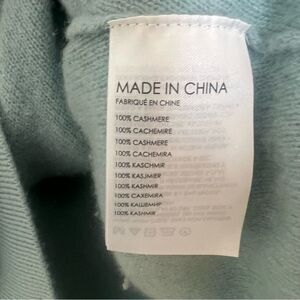 MADE IN CHINA
FABRIQUÉ EN CHINE
100% CASHMERE
100% CACHEMIRE
100% CASHMERE
100% CACHEMIRA
100% KASCHMIR
100% KASJMIER
100% KASHMIR
100% CAXEMIRA
100% КАШЕМИР
100% KASHMIR